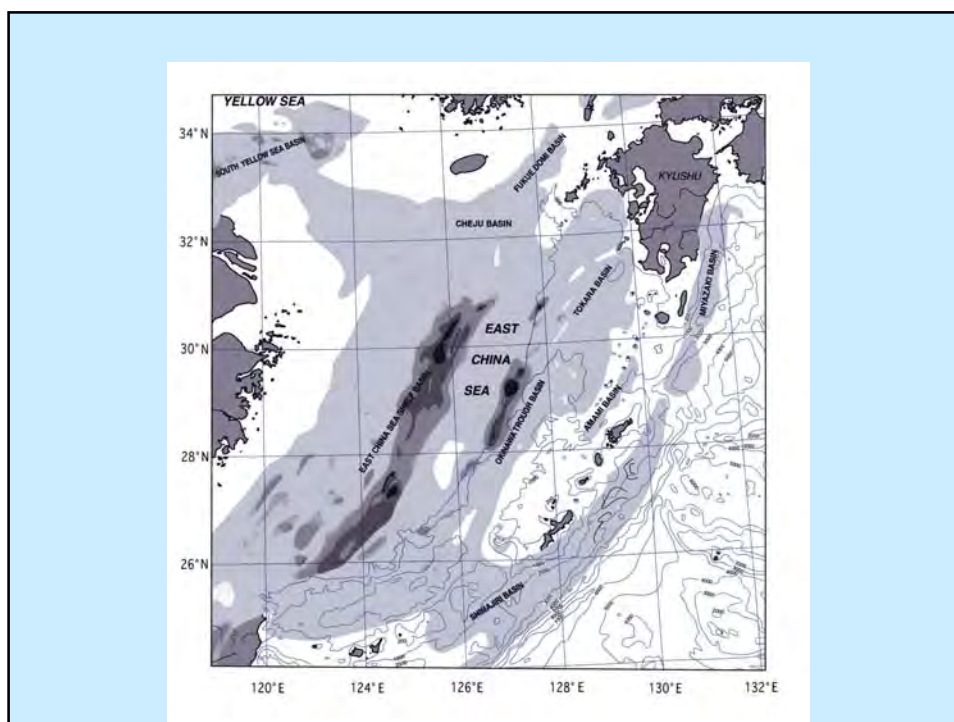 YELLOW SEA
34°N
SOUTH YELLOW SEA BASIN
FUKUE DOMI BASIN
KYUSHU
CHEJU BASIN
32°N
TOKARA BASIN
MIYAZAKI BASIN
EAST
CHINA
SEA
30°N
EAST CHINA SEA SHELF BASIN
OKINAWA TROUGH BASIN
AMAMI BASIN
28°N
26°N
SHIMAJIRI BASIN
120°E
124°E
126°E
128°E
130°E
132°E